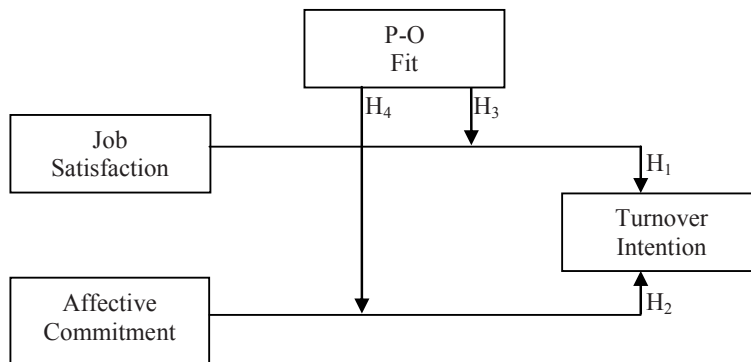 P-O
Fit
H₄
H₃
Job
Satisfaction
H₁
Turnover
Intention
Affective
Commitment
H₂